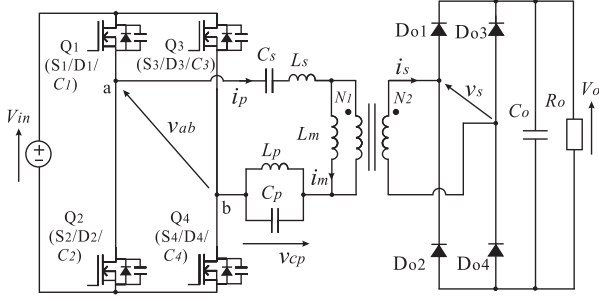 Q1
(S1/D1/
C1)
Q3
(S3/D3/C3)
a
Vin
vab
ip
Cs
Ls
Lm
im
N1
N2
is
vs
Do1
Do3
Co
Ro
Vo
Lp
Cp
vcp
b
Q2
(S2/D2/
C2)
Q4
(S4/D4/
C4)
Do2
Do4